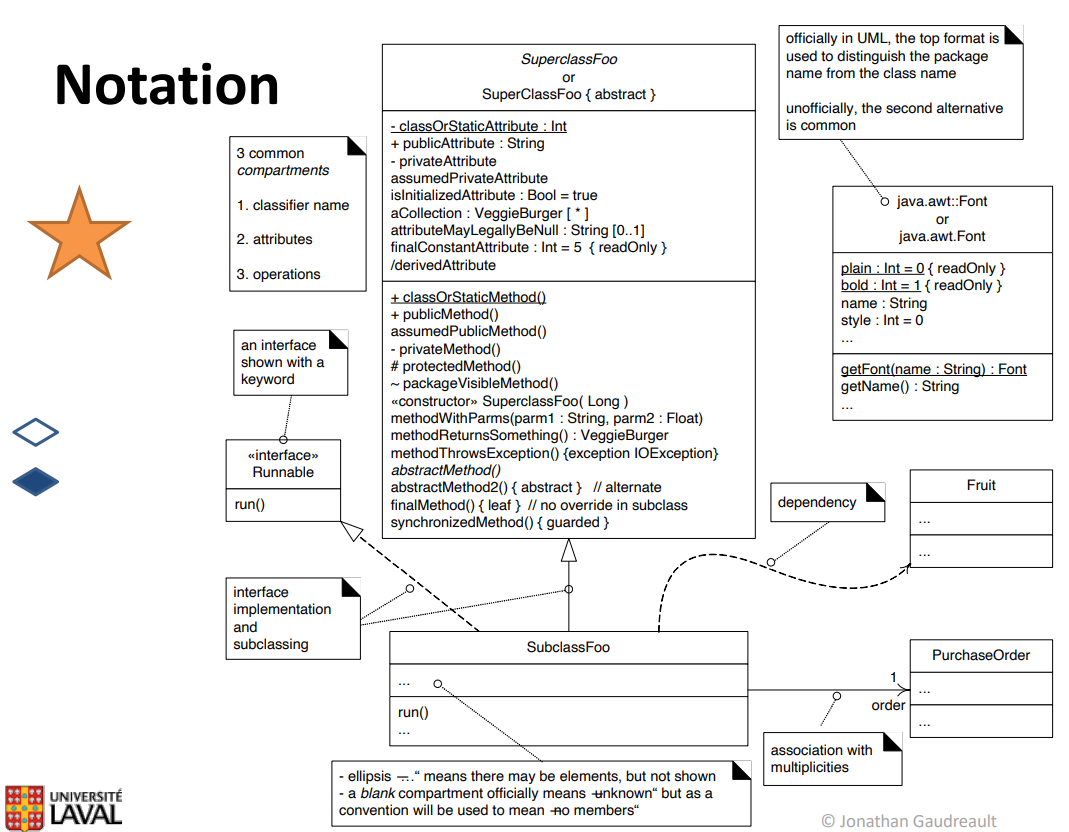 Notation
3 common
compartments
1. classifier name
2. attributes
3. operations
SuperclassFoo
or
SuperClassFoo { abstract }
- classOrStaticAttribute : Int
+ publicAttribute : String
- privateAttribute
assumedPrivateAttribute
isInitializedAttribute : Bool = true
aCollection : VeggieBurger [ * ]
attributeMayLegallyBeNull : String [0..1]
finalConstantAttribute : Int = 5 { readOnly }
/derivedAttribute
+ classOrStaticMethod()
+ publicMethod()
assumedPublicMethod()
- privateMethod()
# protectedMethod()
~ packageVisibleMethod()
«constructor» SuperclassFoo( Long )
methodWithParms(parm1 : String, parm2 : Float)
methodReturnsSomething() : VeggieBurger
methodThrowsException() {exception IOException}
abstractMethod()
abstractMethod2() { abstract } // alternate
finalMethod() { leaf } // no override in subclass
synchronizedMethod() { guarded }
officially in UML, the top format is
used to distinguish the package
name from the class name
unofficially, the second alternative
is common
java.awt::Font
or
java.awt.Font
plain : Int = 0 { readOnly }
bold : Int = 1 { readOnly }
name : String
style : Int = 0
...
getFont(name : String) : Font
getName() : String
...
an interface
shown with a
keyword
«interface»
Runnable
run()
interface
implementation
and
subclassing
dependency
Fruit
...
...
SubclassFoo
...
run()
...
1
order
PurchaseOrder
...
...
association with
multiplicities
- ellipsis ―...“ means there may be elements, but not shown
- a blank compartment officially means ―unknown“ but as a
convention will be used to mean ―no members“
UNIVERSITÉ
LAVAL
© Jonathan Gaudreault